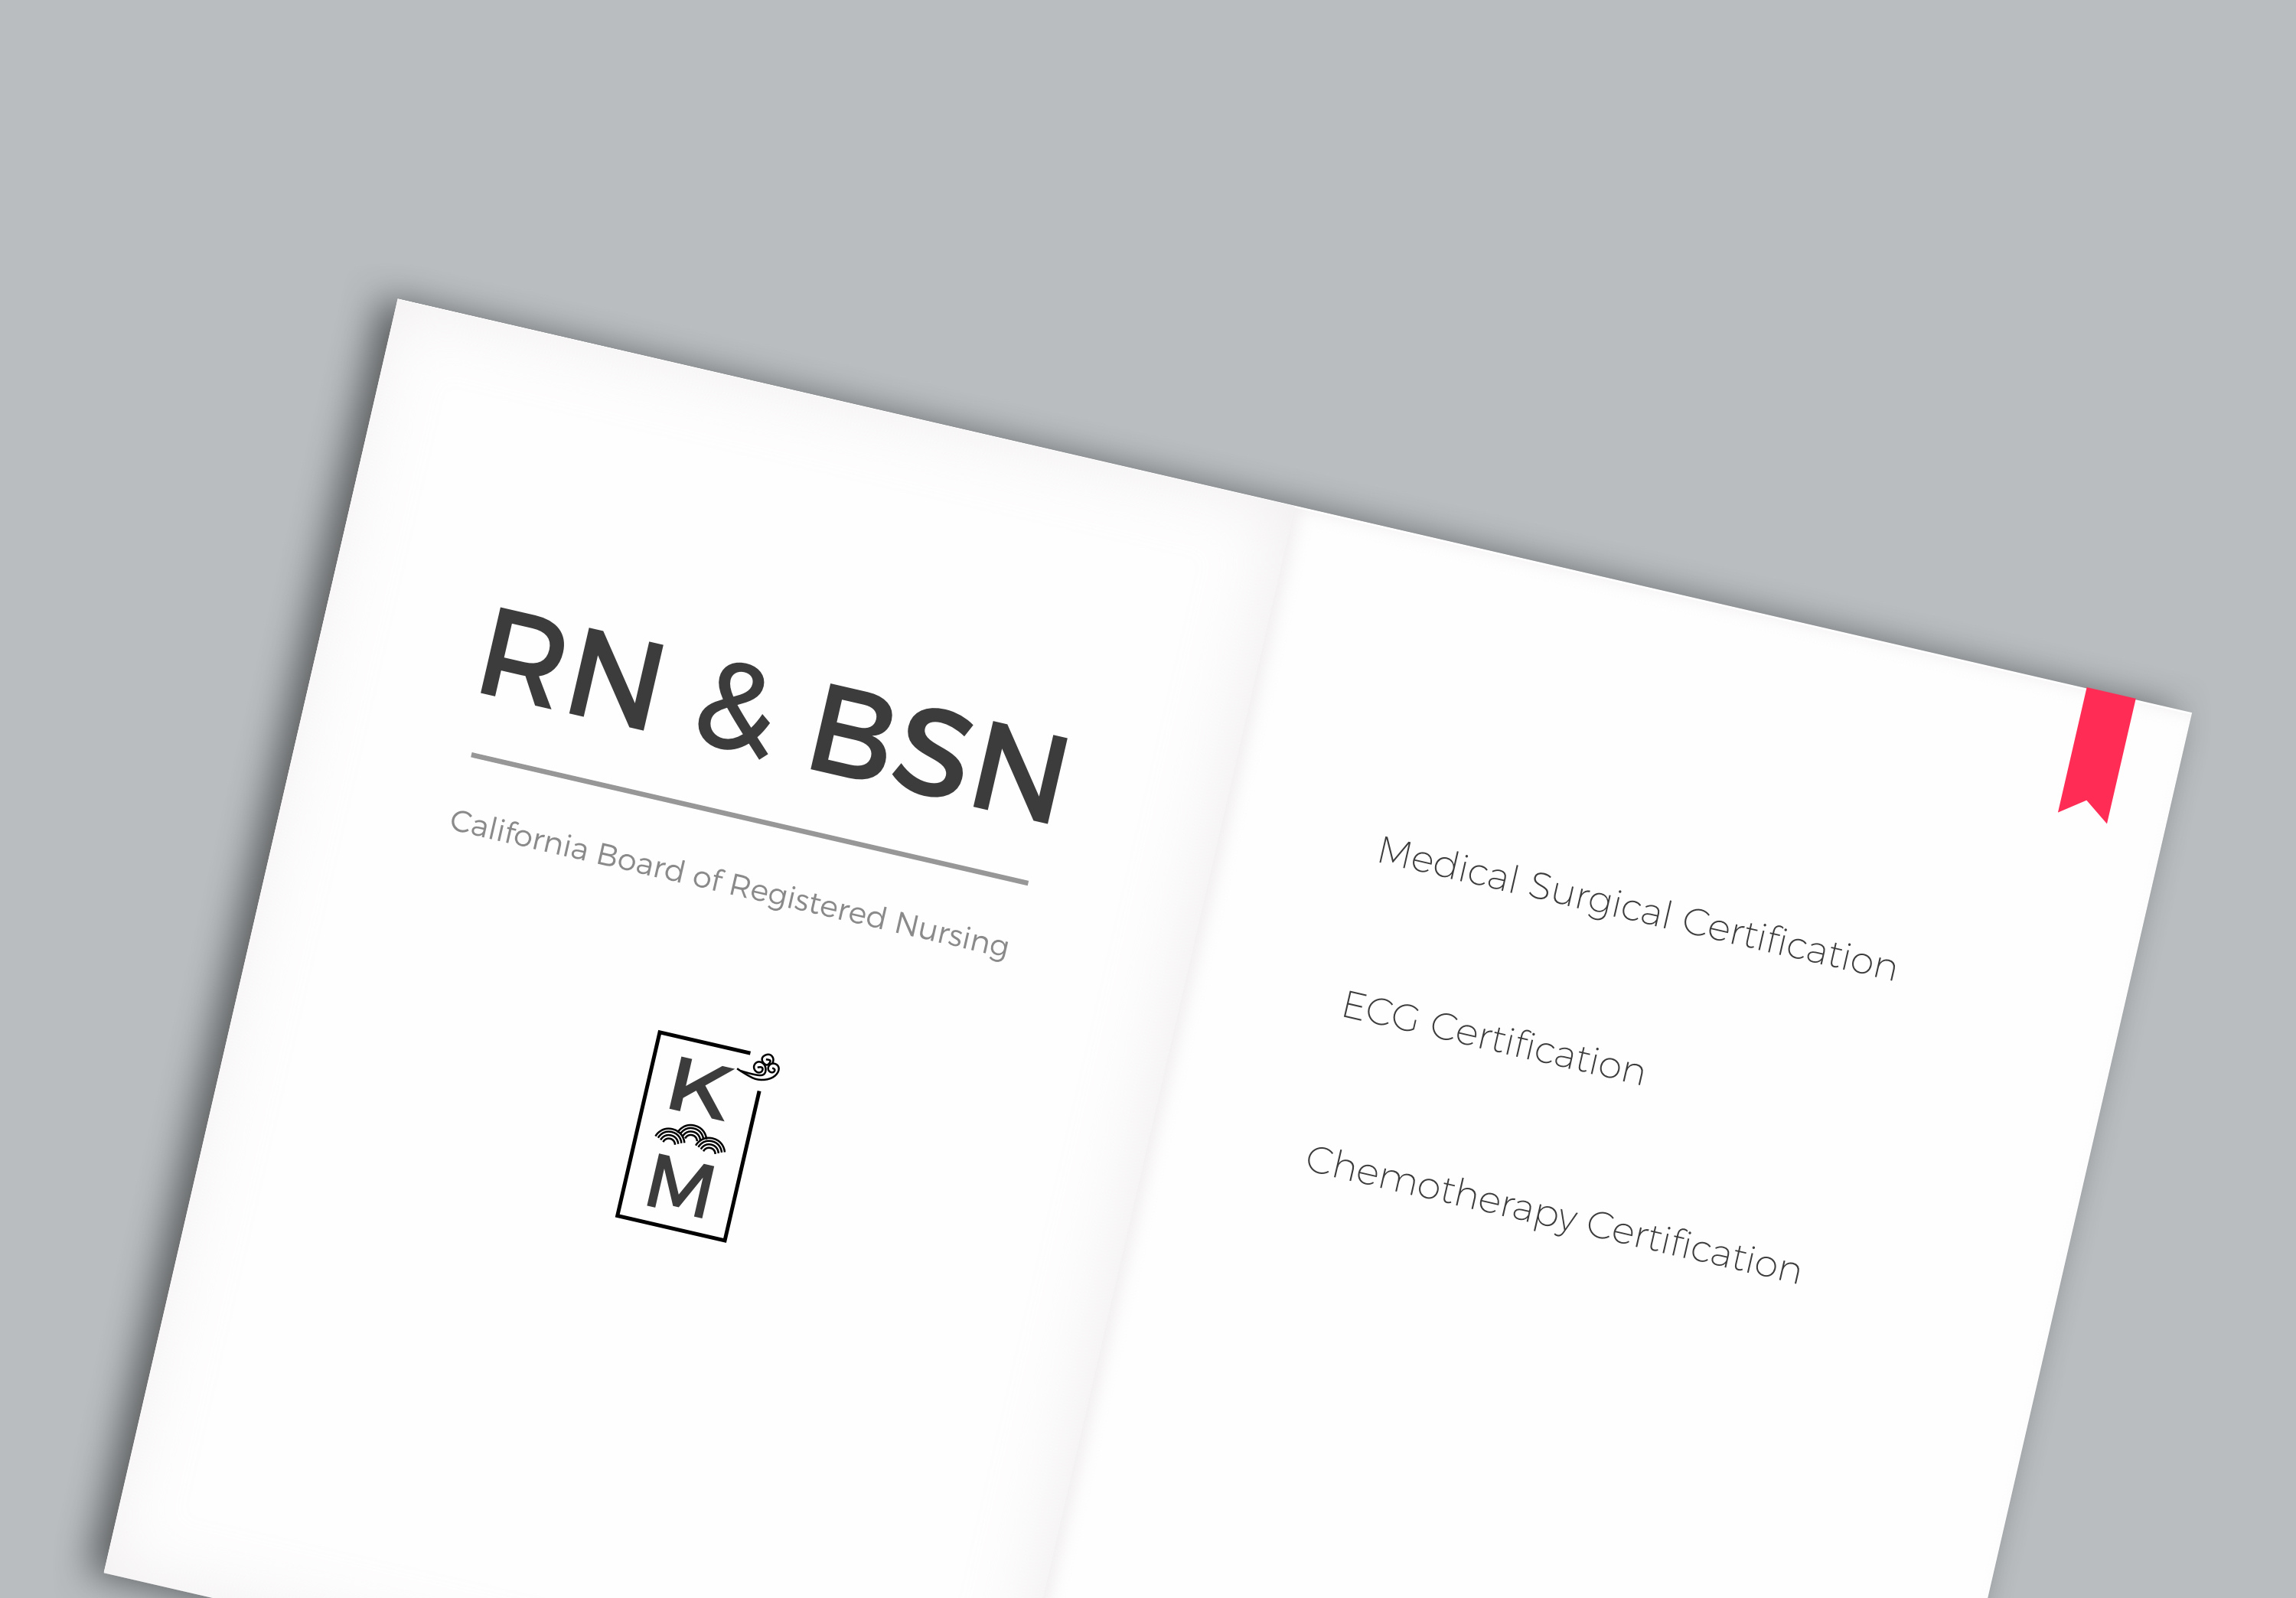 RN & BSN
California Board of Registered Nursing
K
M
Medical Surgical Certification
ECG Certification
Chemotherapy Certification